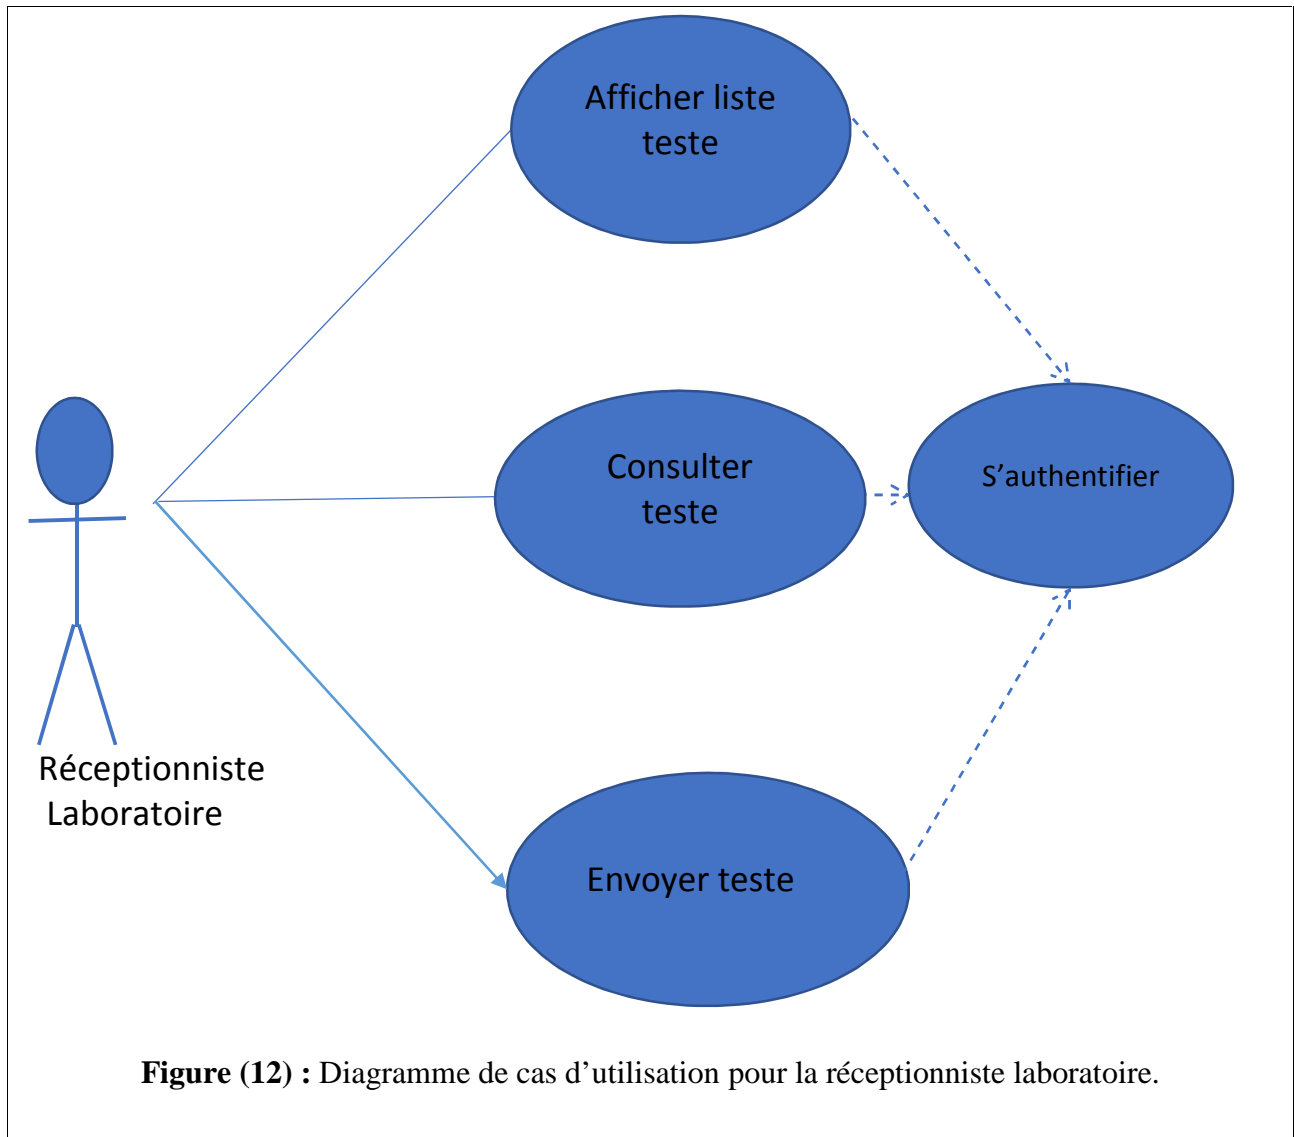 Afficher liste
teste
Consulter
teste
S’authentifier
Réceptionniste
Laboratoire
Envoyer teste
Figure (12) : Diagramme de cas d’utilisation pour la réceptionniste laboratoire.